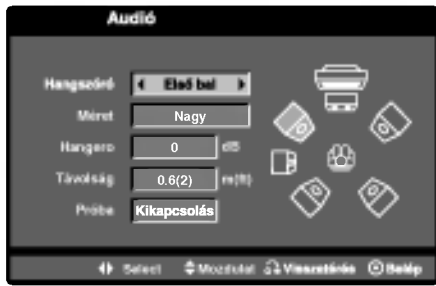 Audió
Hangszóró Első bal
Méret Nagy
Hangero 0 dB
Távolság 0.6(2) m(ft)
Próba Kikapcsolás
Select Mozdulat Visszatérés Belép